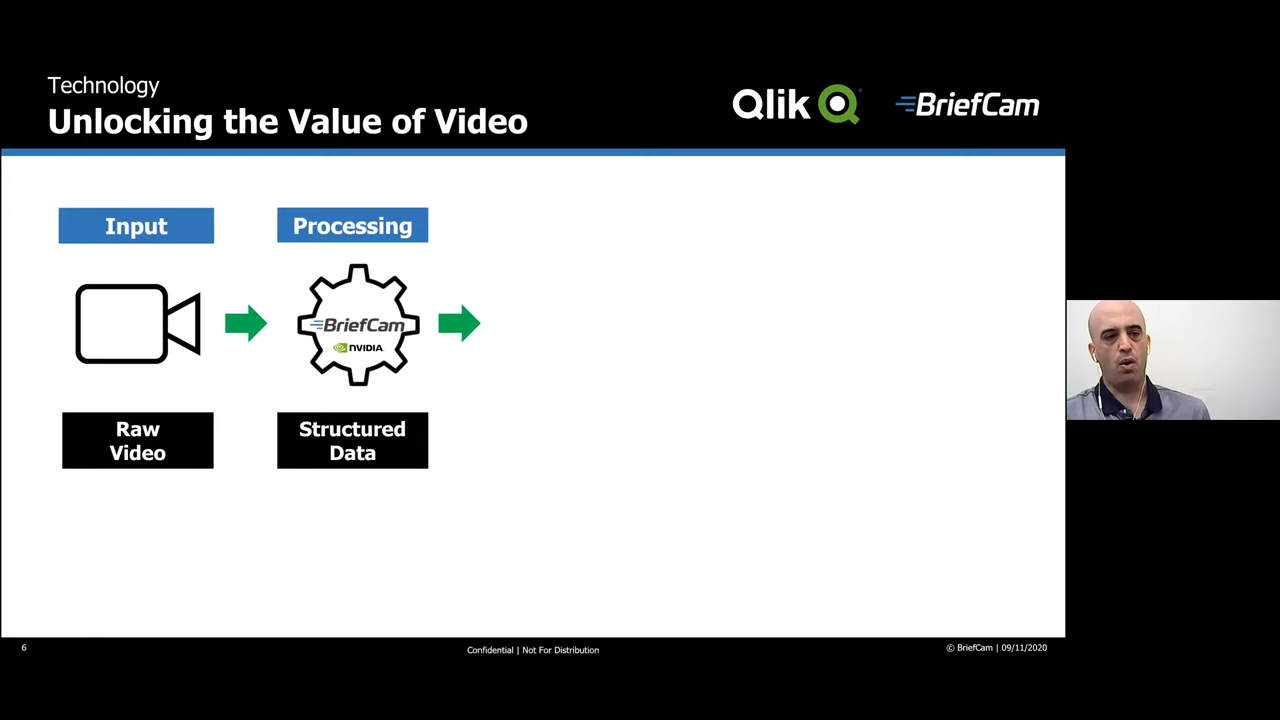 Technology
Unlocking the Value of Video
Qlik
BriefCam
Input
Processing
BriefCam
NVIDIA
Raw
Video
Structured
Data
6
Confidential | Not For Distribution
© BriefCam | 09/11/2020